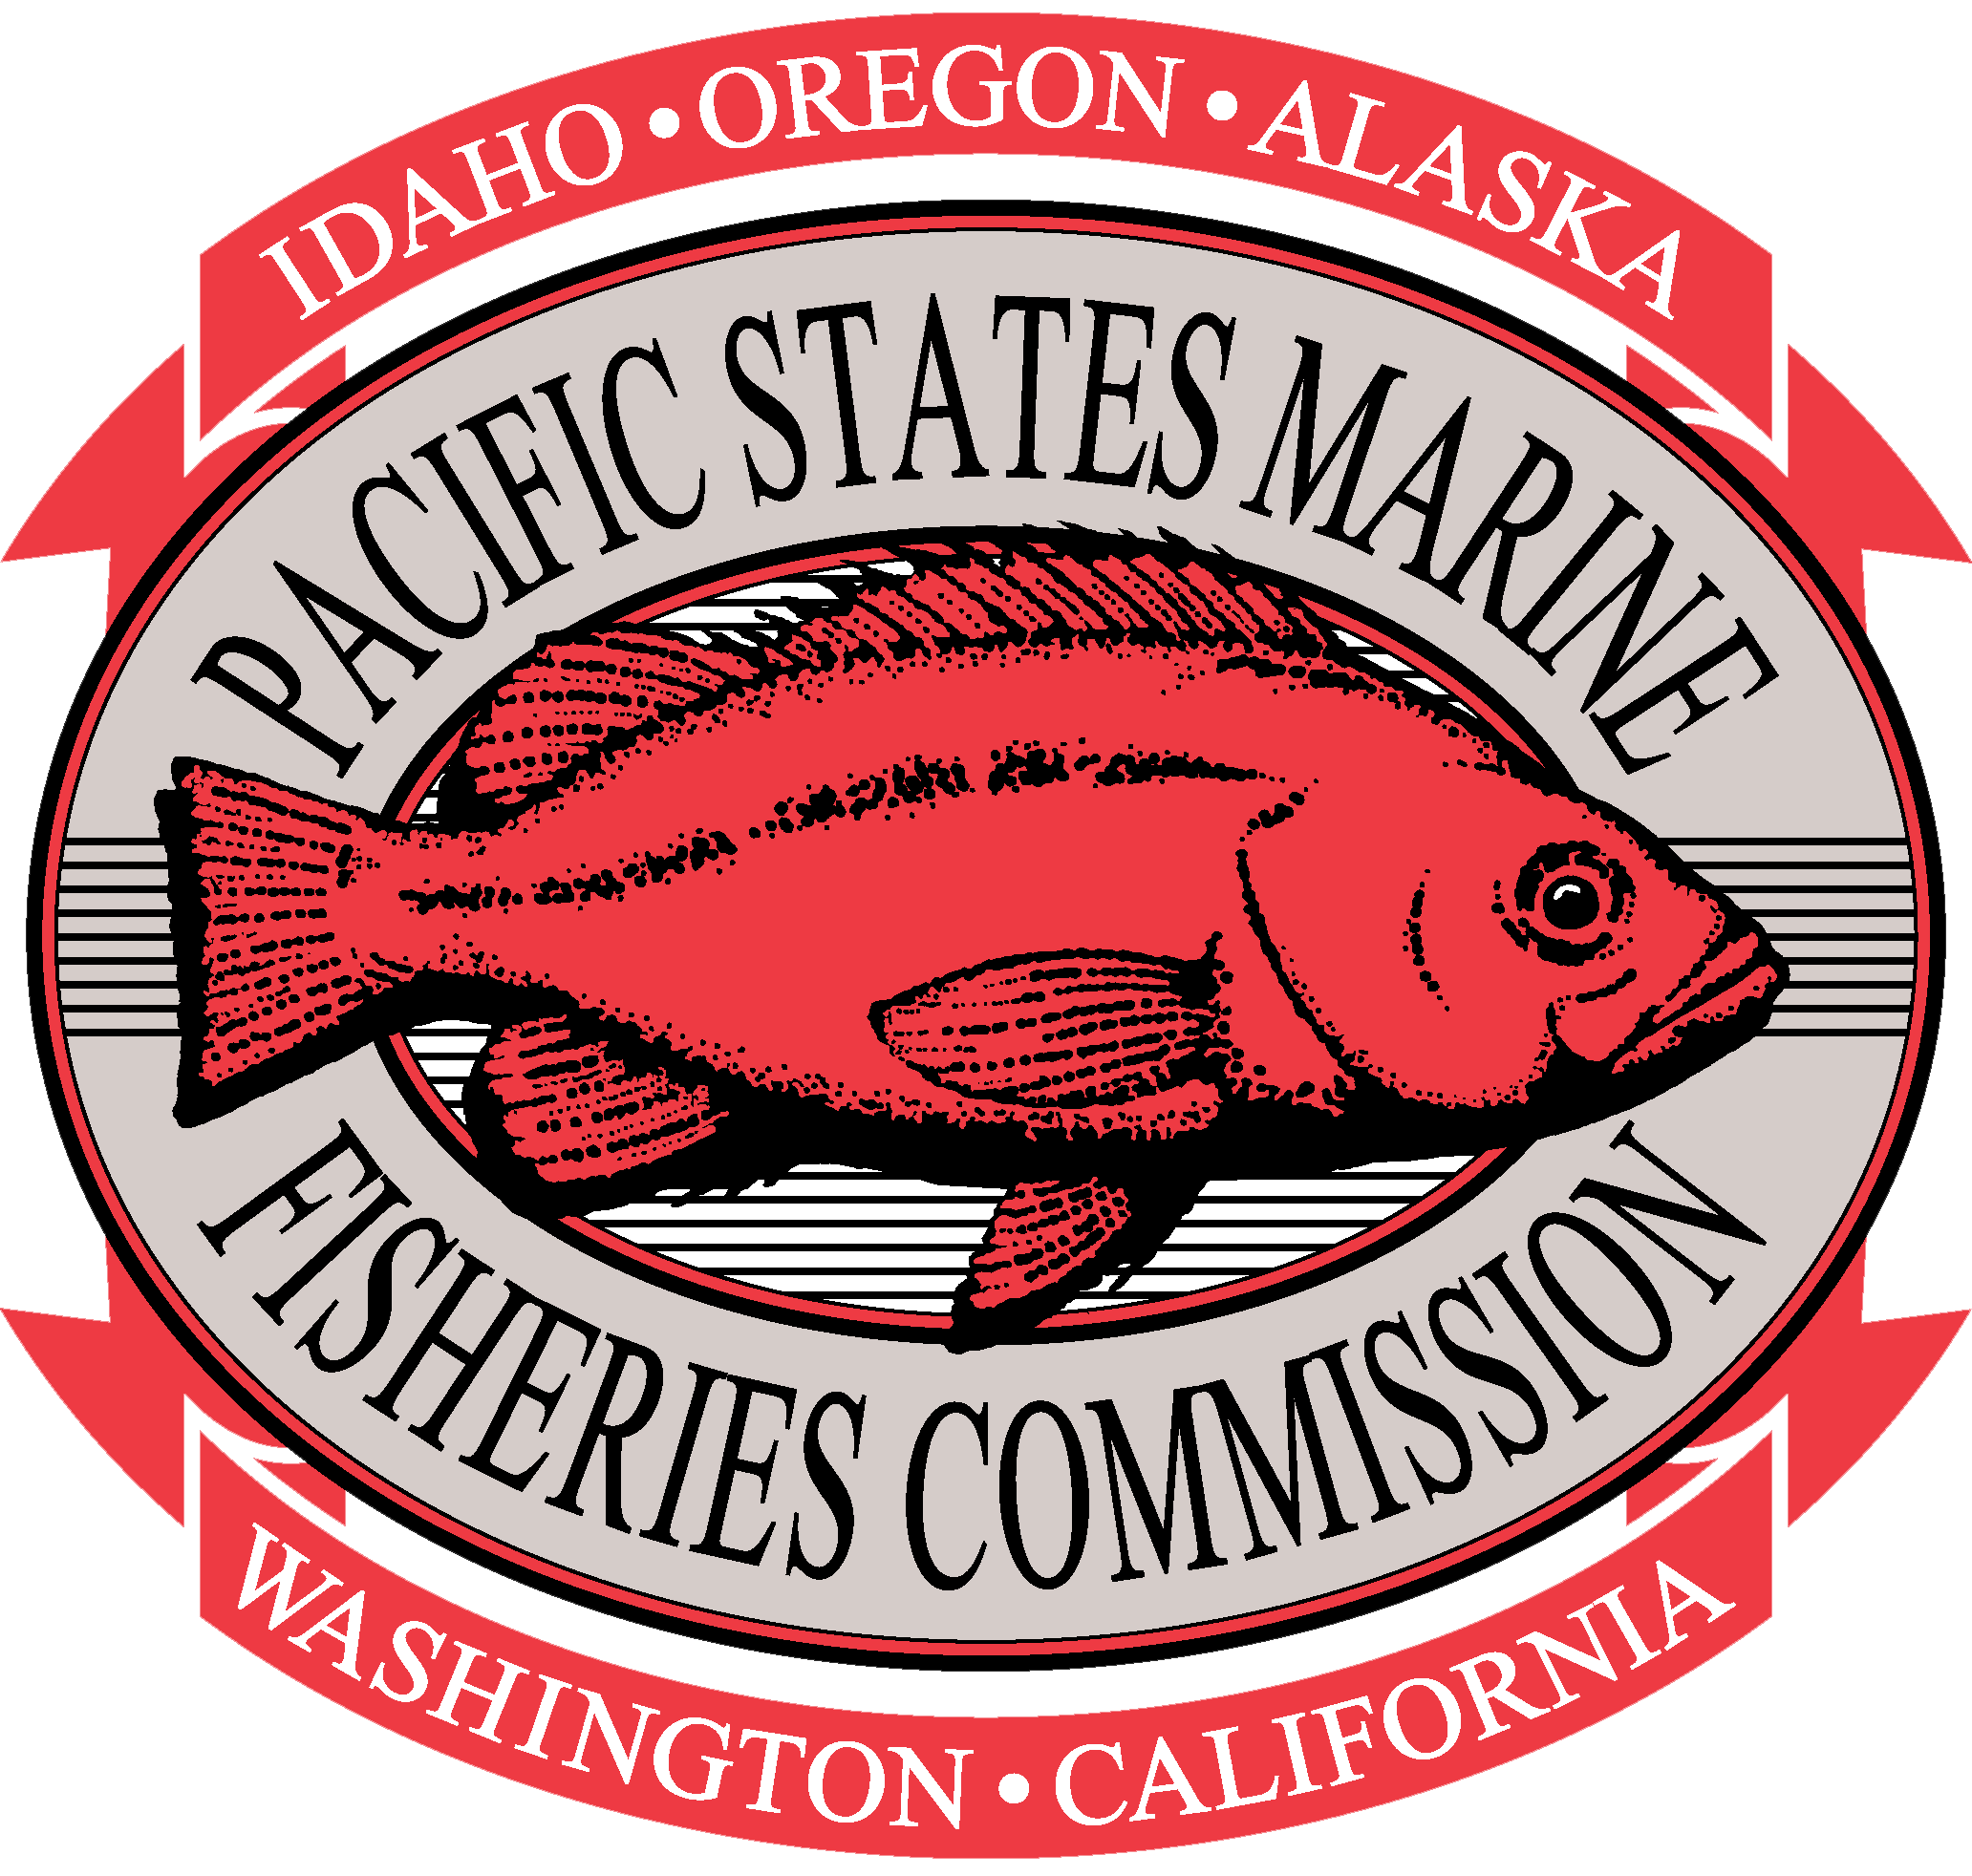 IDAHO • OREGON • ALASKA
PACIFIC STATES MARINE
FISHERIES COMMISSION
WASHINGTON • CALIFORNIA